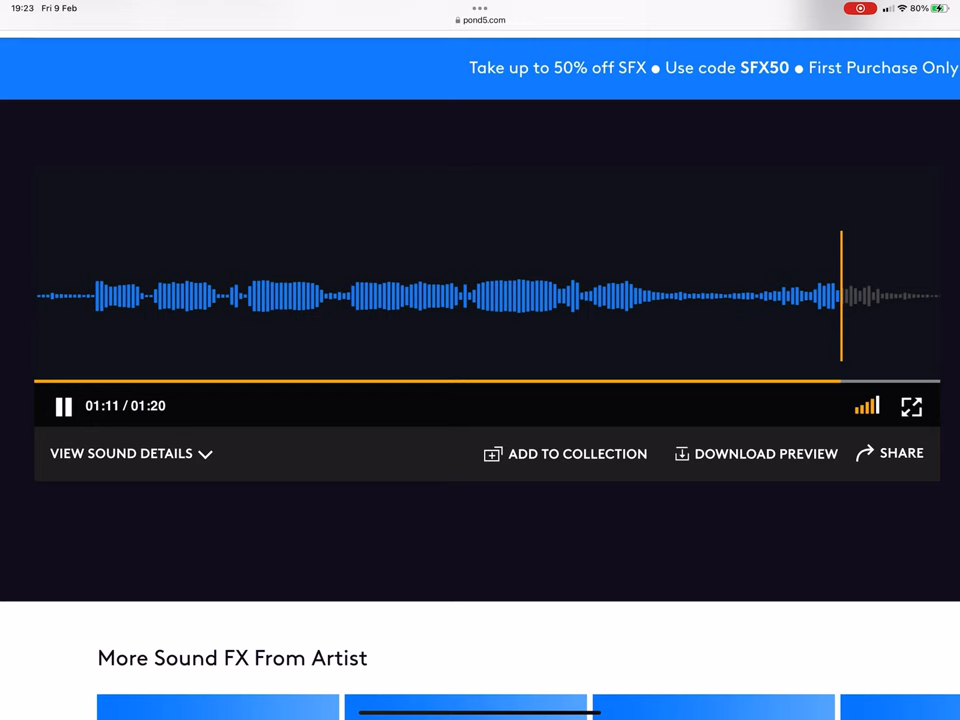 19:23 Fri 9 Feb
80%
pond5.com
Take up to 50% off SFX ● Use code SFX50 ● First Purchase Only
01:11 / 01:20
VIEW SOUND DETAILS
ADD TO COLLECTION
DOWNLOAD PREVIEW
SHARE
More Sound FX From Artist